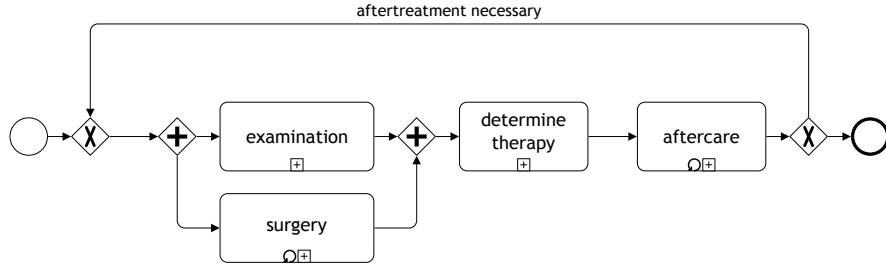 aftertreatment necessary
examination
determine
therapy
aftercare
surgery